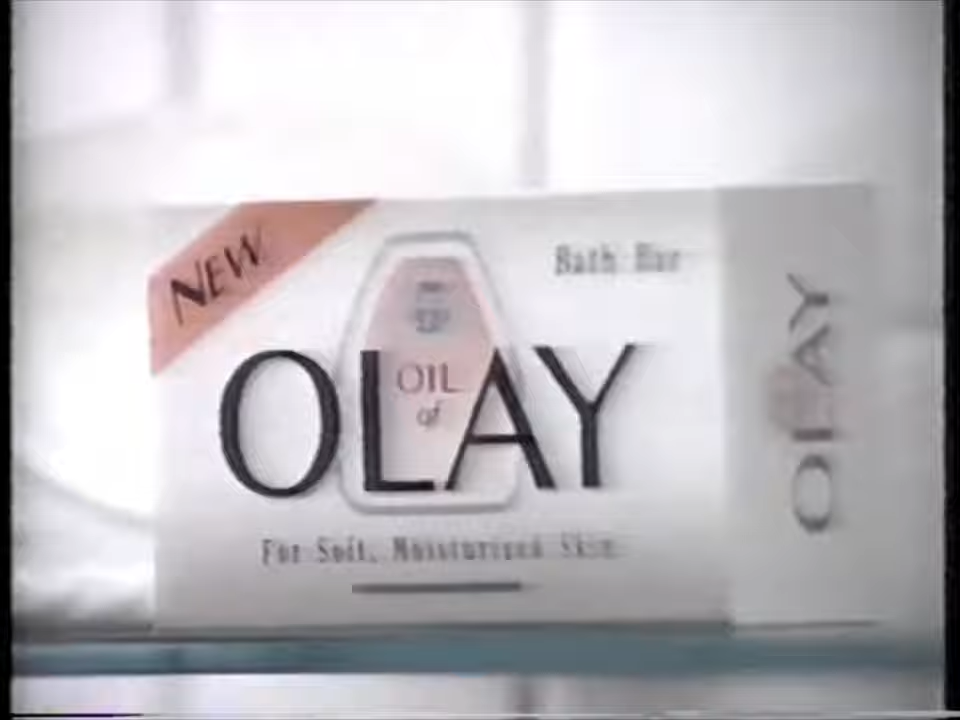 NEW
Bath Bar
OIL
of
OLAY
For Soft, Moisturized Skin
OLAY